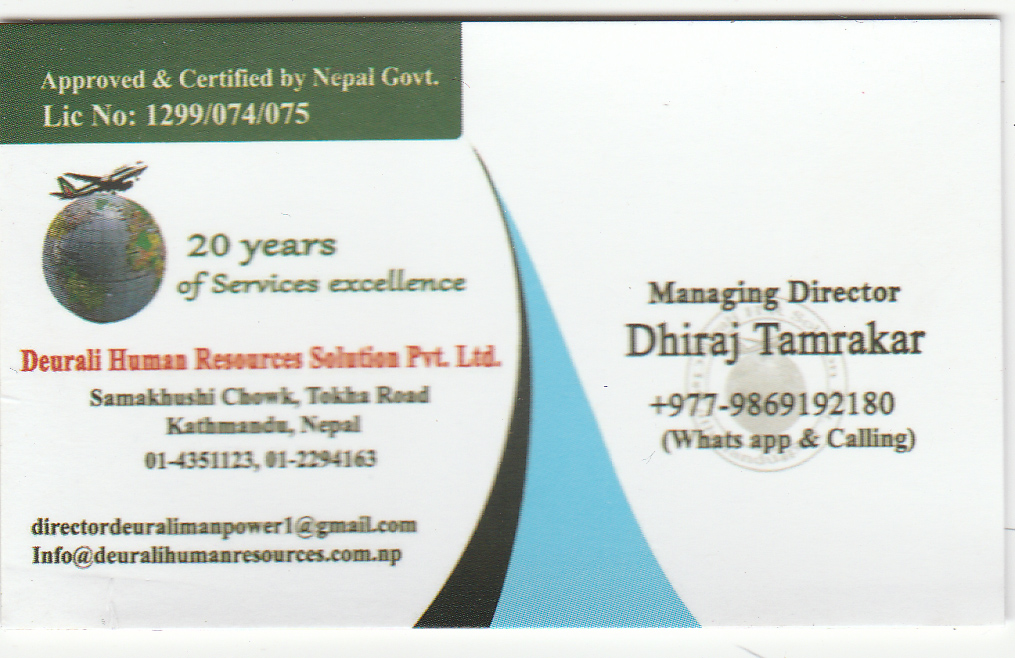 Approved & Certified by Nepal Govt.
Lic No: 1299/074/075
20 years
of Services excellence
Deurali Human Resources Solution Pvt. Ltd.
Samakhushi Chowk, Tokha Road
Kathmandu, Nepal
01-4351123, 01-2294163
directordeuralimanpower1@gmail.com
Info@deuralihumanresources.com.np
Managing Director
Dhiraj Tamrakar
+977-9869192180
(Whats app & Calling)